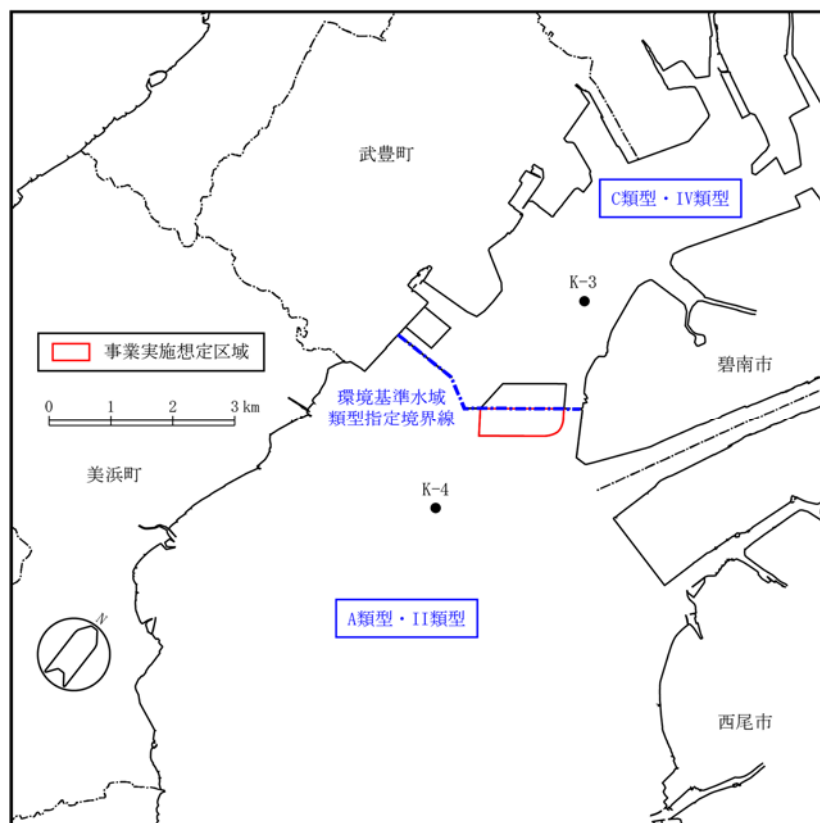 武豊町
C類型・IV類型
K-3
事業実施想定区域
碧南市
0 1 2 3 km
環境基準水域
類型指定境界線
美浜町
K-4
A類型・II類型
N
西尾市